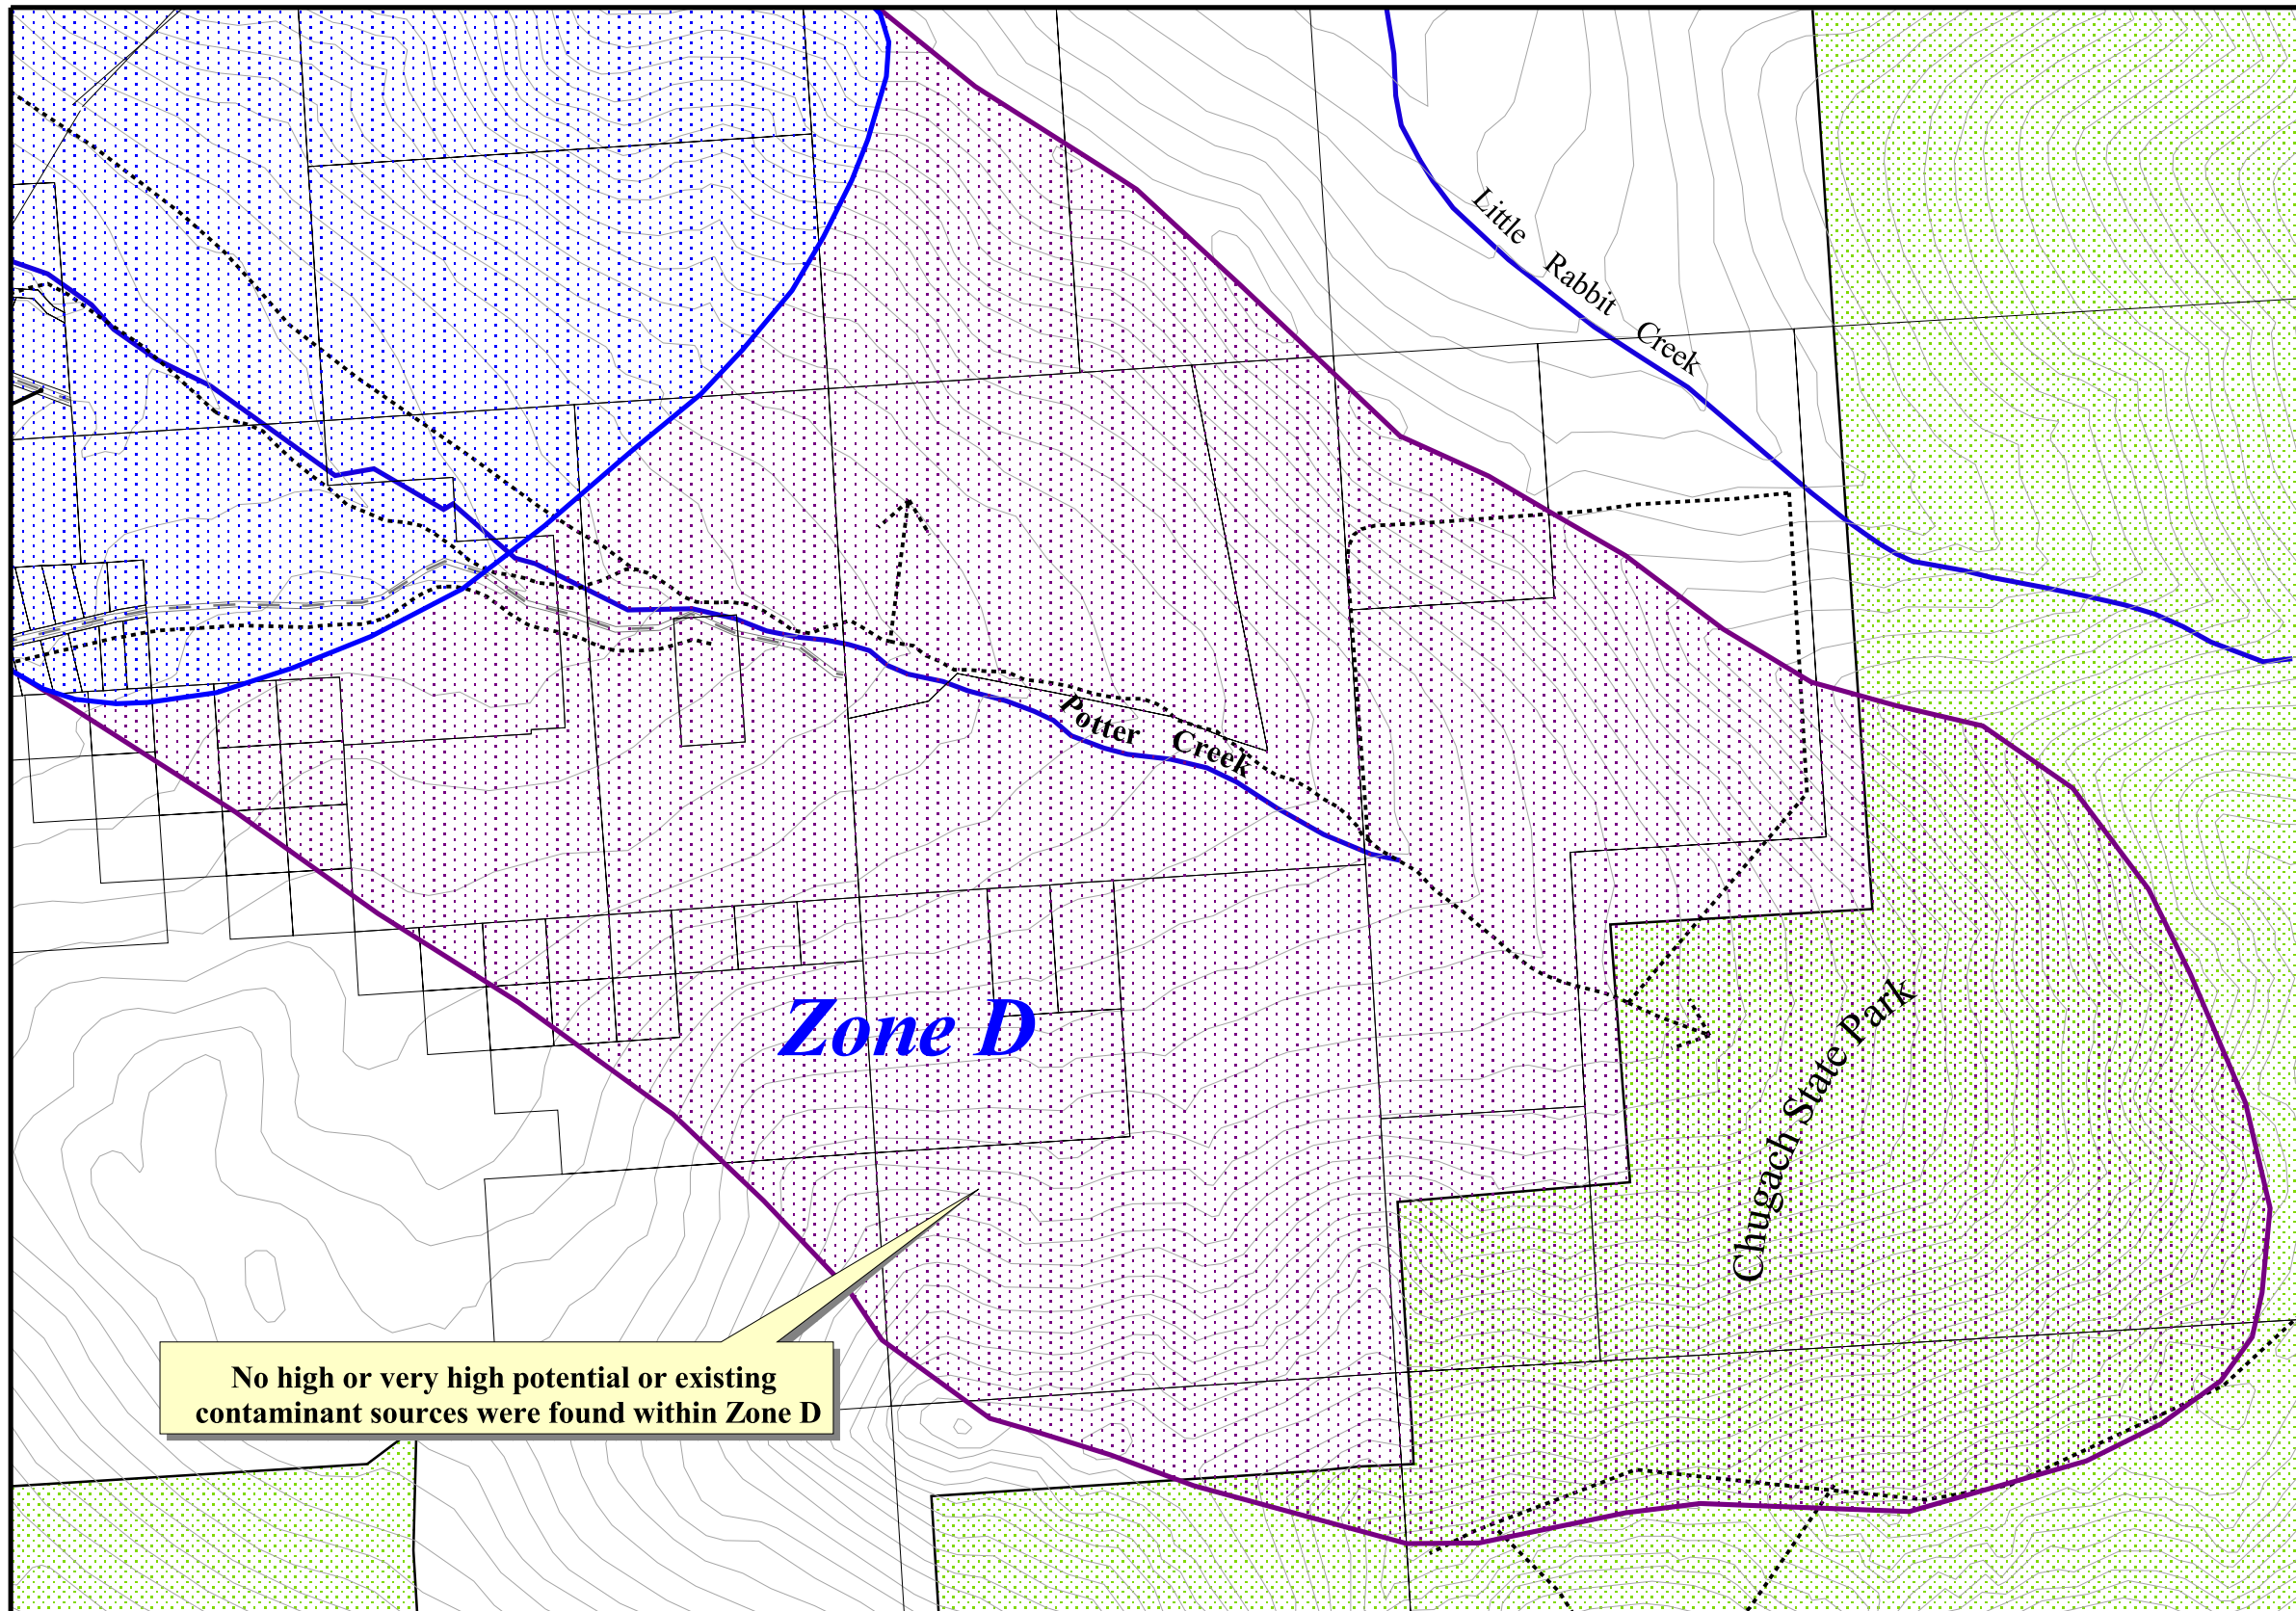 Little Rabbit Creek
Potter Creek
Zone D
Chugach State Park
No high or very high potential or existing
contaminant sources were found within Zone D